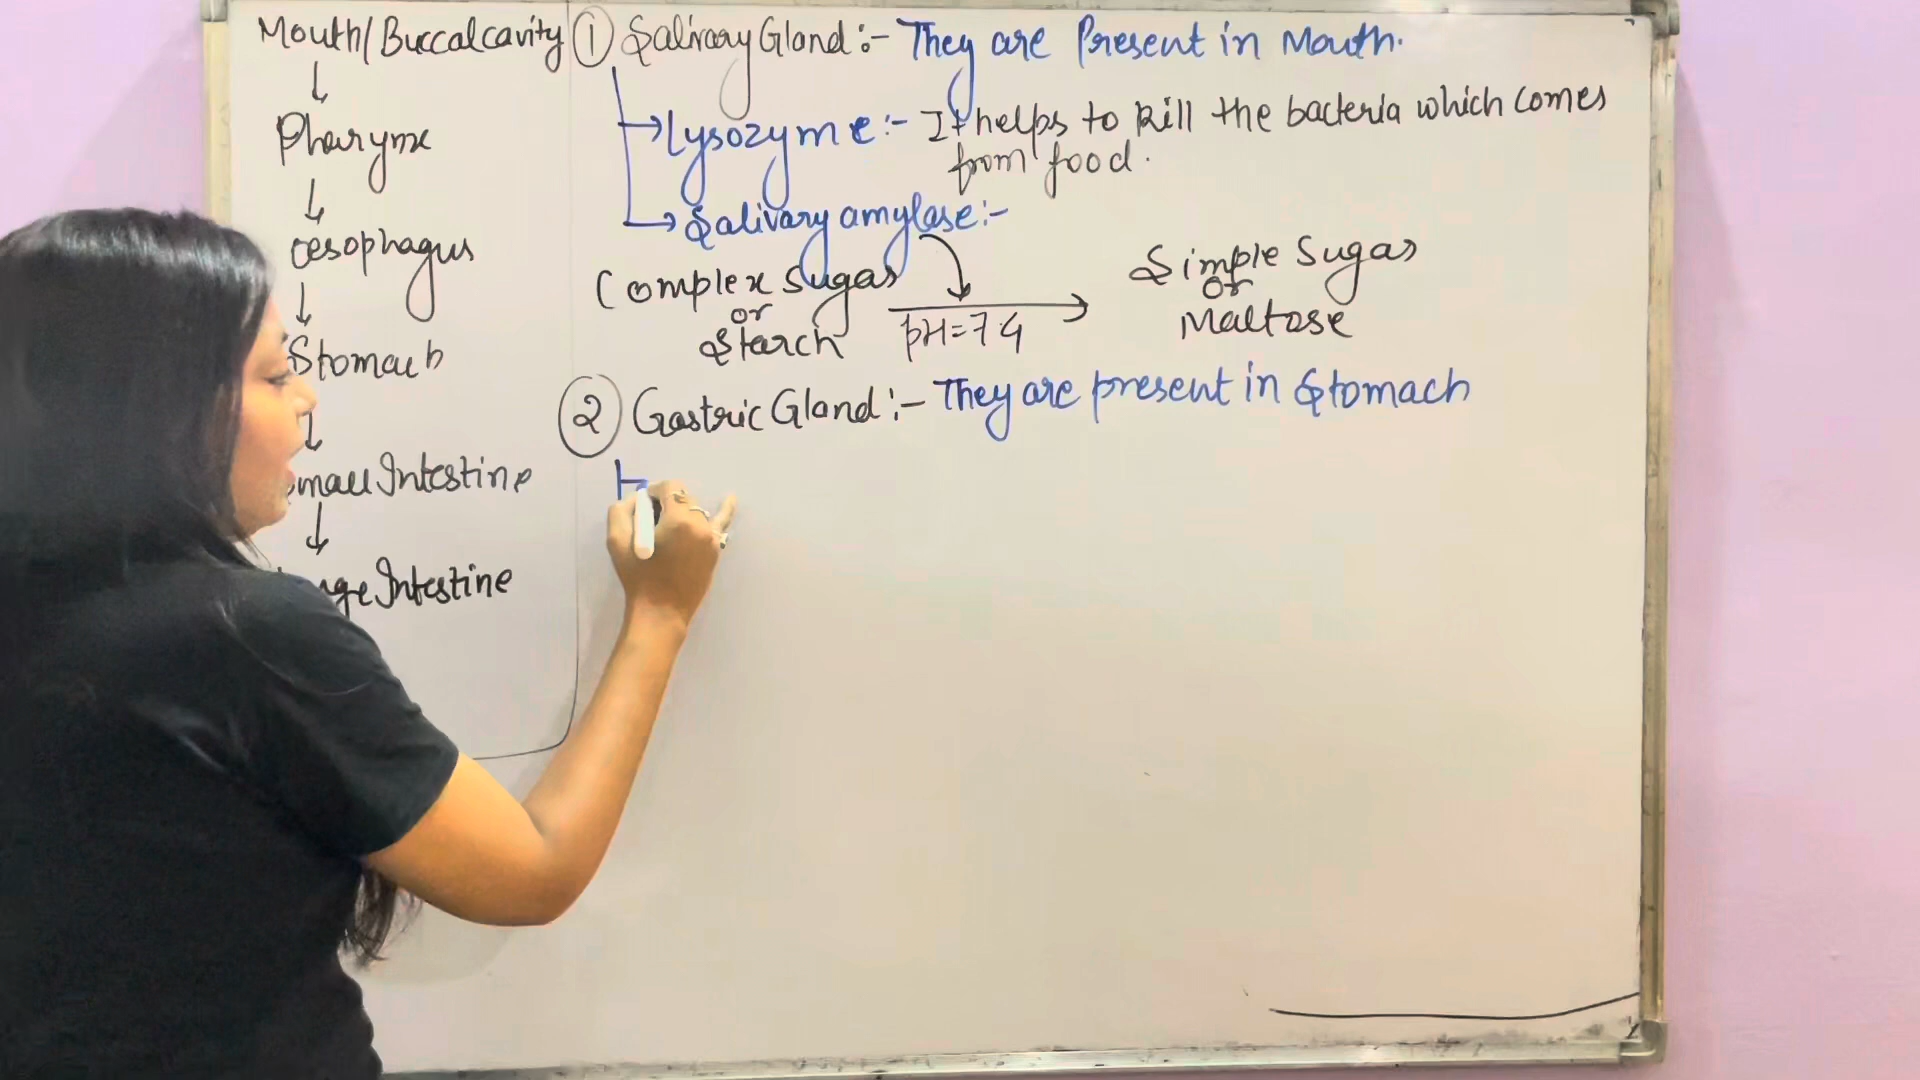 Mouth/Buccalcavity
↓
Pharynx
↓
Oesophagus
↓
Stomach
↓
Small Intestine
↓
Large Intestine
① Salivary Gland :- They are Present in Mouth.
→ Lysozyme :- It helps to kill the bacteria which comes
from food.
→ Salivary amylase :-
Complex Sugar
or
Starch
pH=7.4
Simple Sugar
or
Maltose
② Gastric Gland :- They are present in Stomach